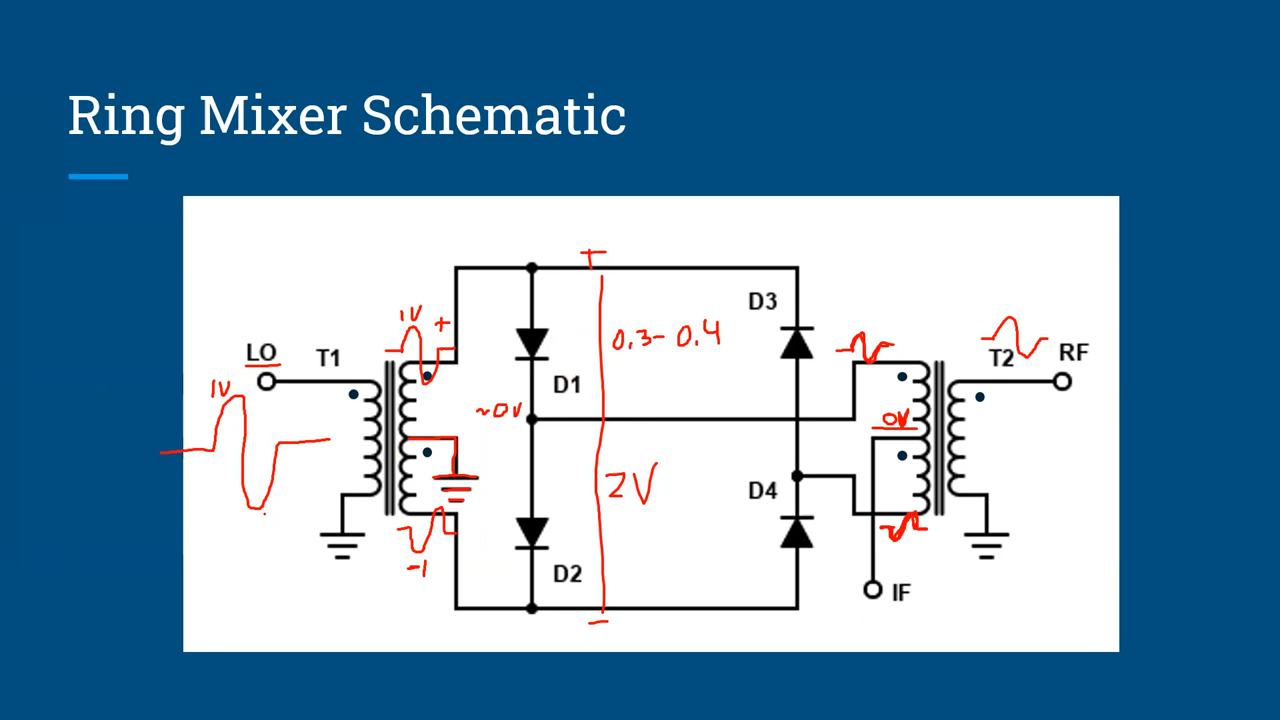 Ring Mixer Schematic
+
D3
1V +
0.3 - 0.4
LO T1
T2 RF
1V
D1
~0V
0V
2V
D4
-1
D2
IF
-